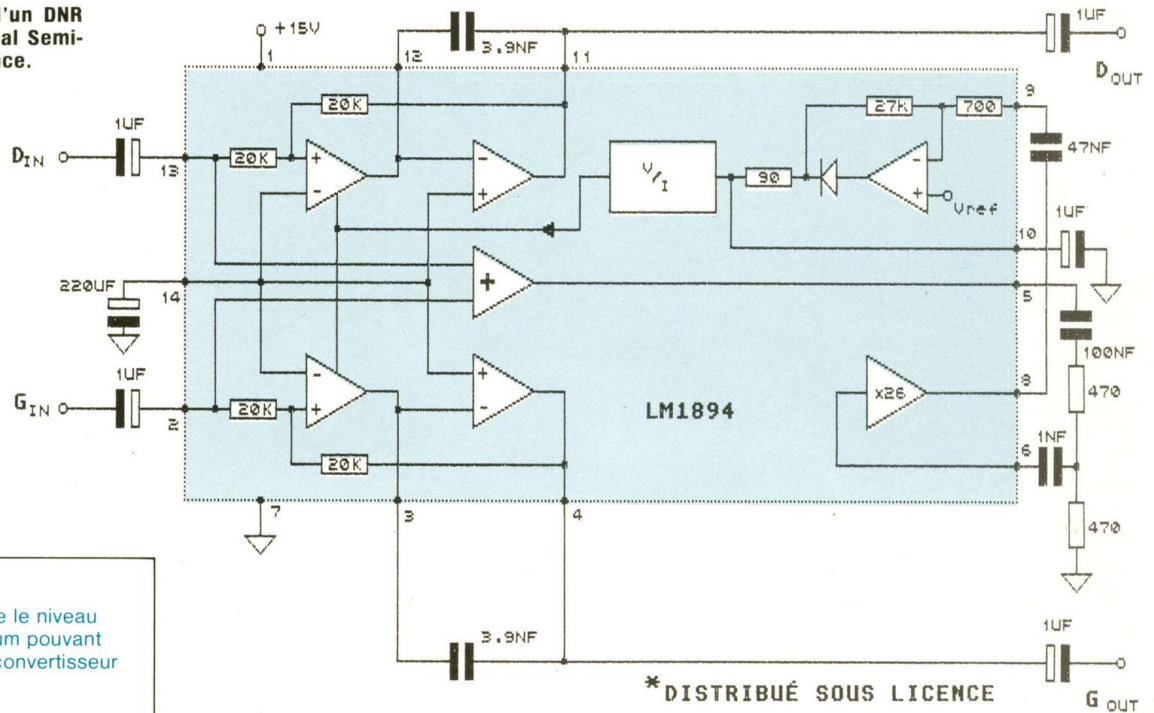 'un DNR
al Semi-
ce.
+15V
1
12
3.9NF
11
1UF
D OUT
20K
27k
700
9
1UF
D IN
13
20K
+
-
-
+
V/I
90
-
+
Vref
47NF
1UF
10
220UF
14
+
5
100NF
1UF
G IN
2
20K
-
+
+
-
LM1894
x26
8
470
1NF
6
20K
7
3
4
470
e le niveau
um pouvant
convertisseur
3.9NF
1UF
*DISTRIBUÉ SOUS LICENCE
G OUT